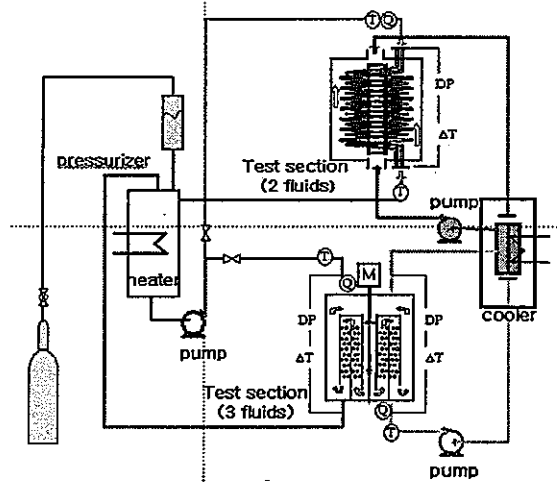 T Q
DP
ΔT
pressurizer
Test section
(2 fluids)
T
pump
heater
T
M
Q
cooler
DP
DP
pump
ΔT
ΔT
Test section
(3 fluids)
Q
T
pump